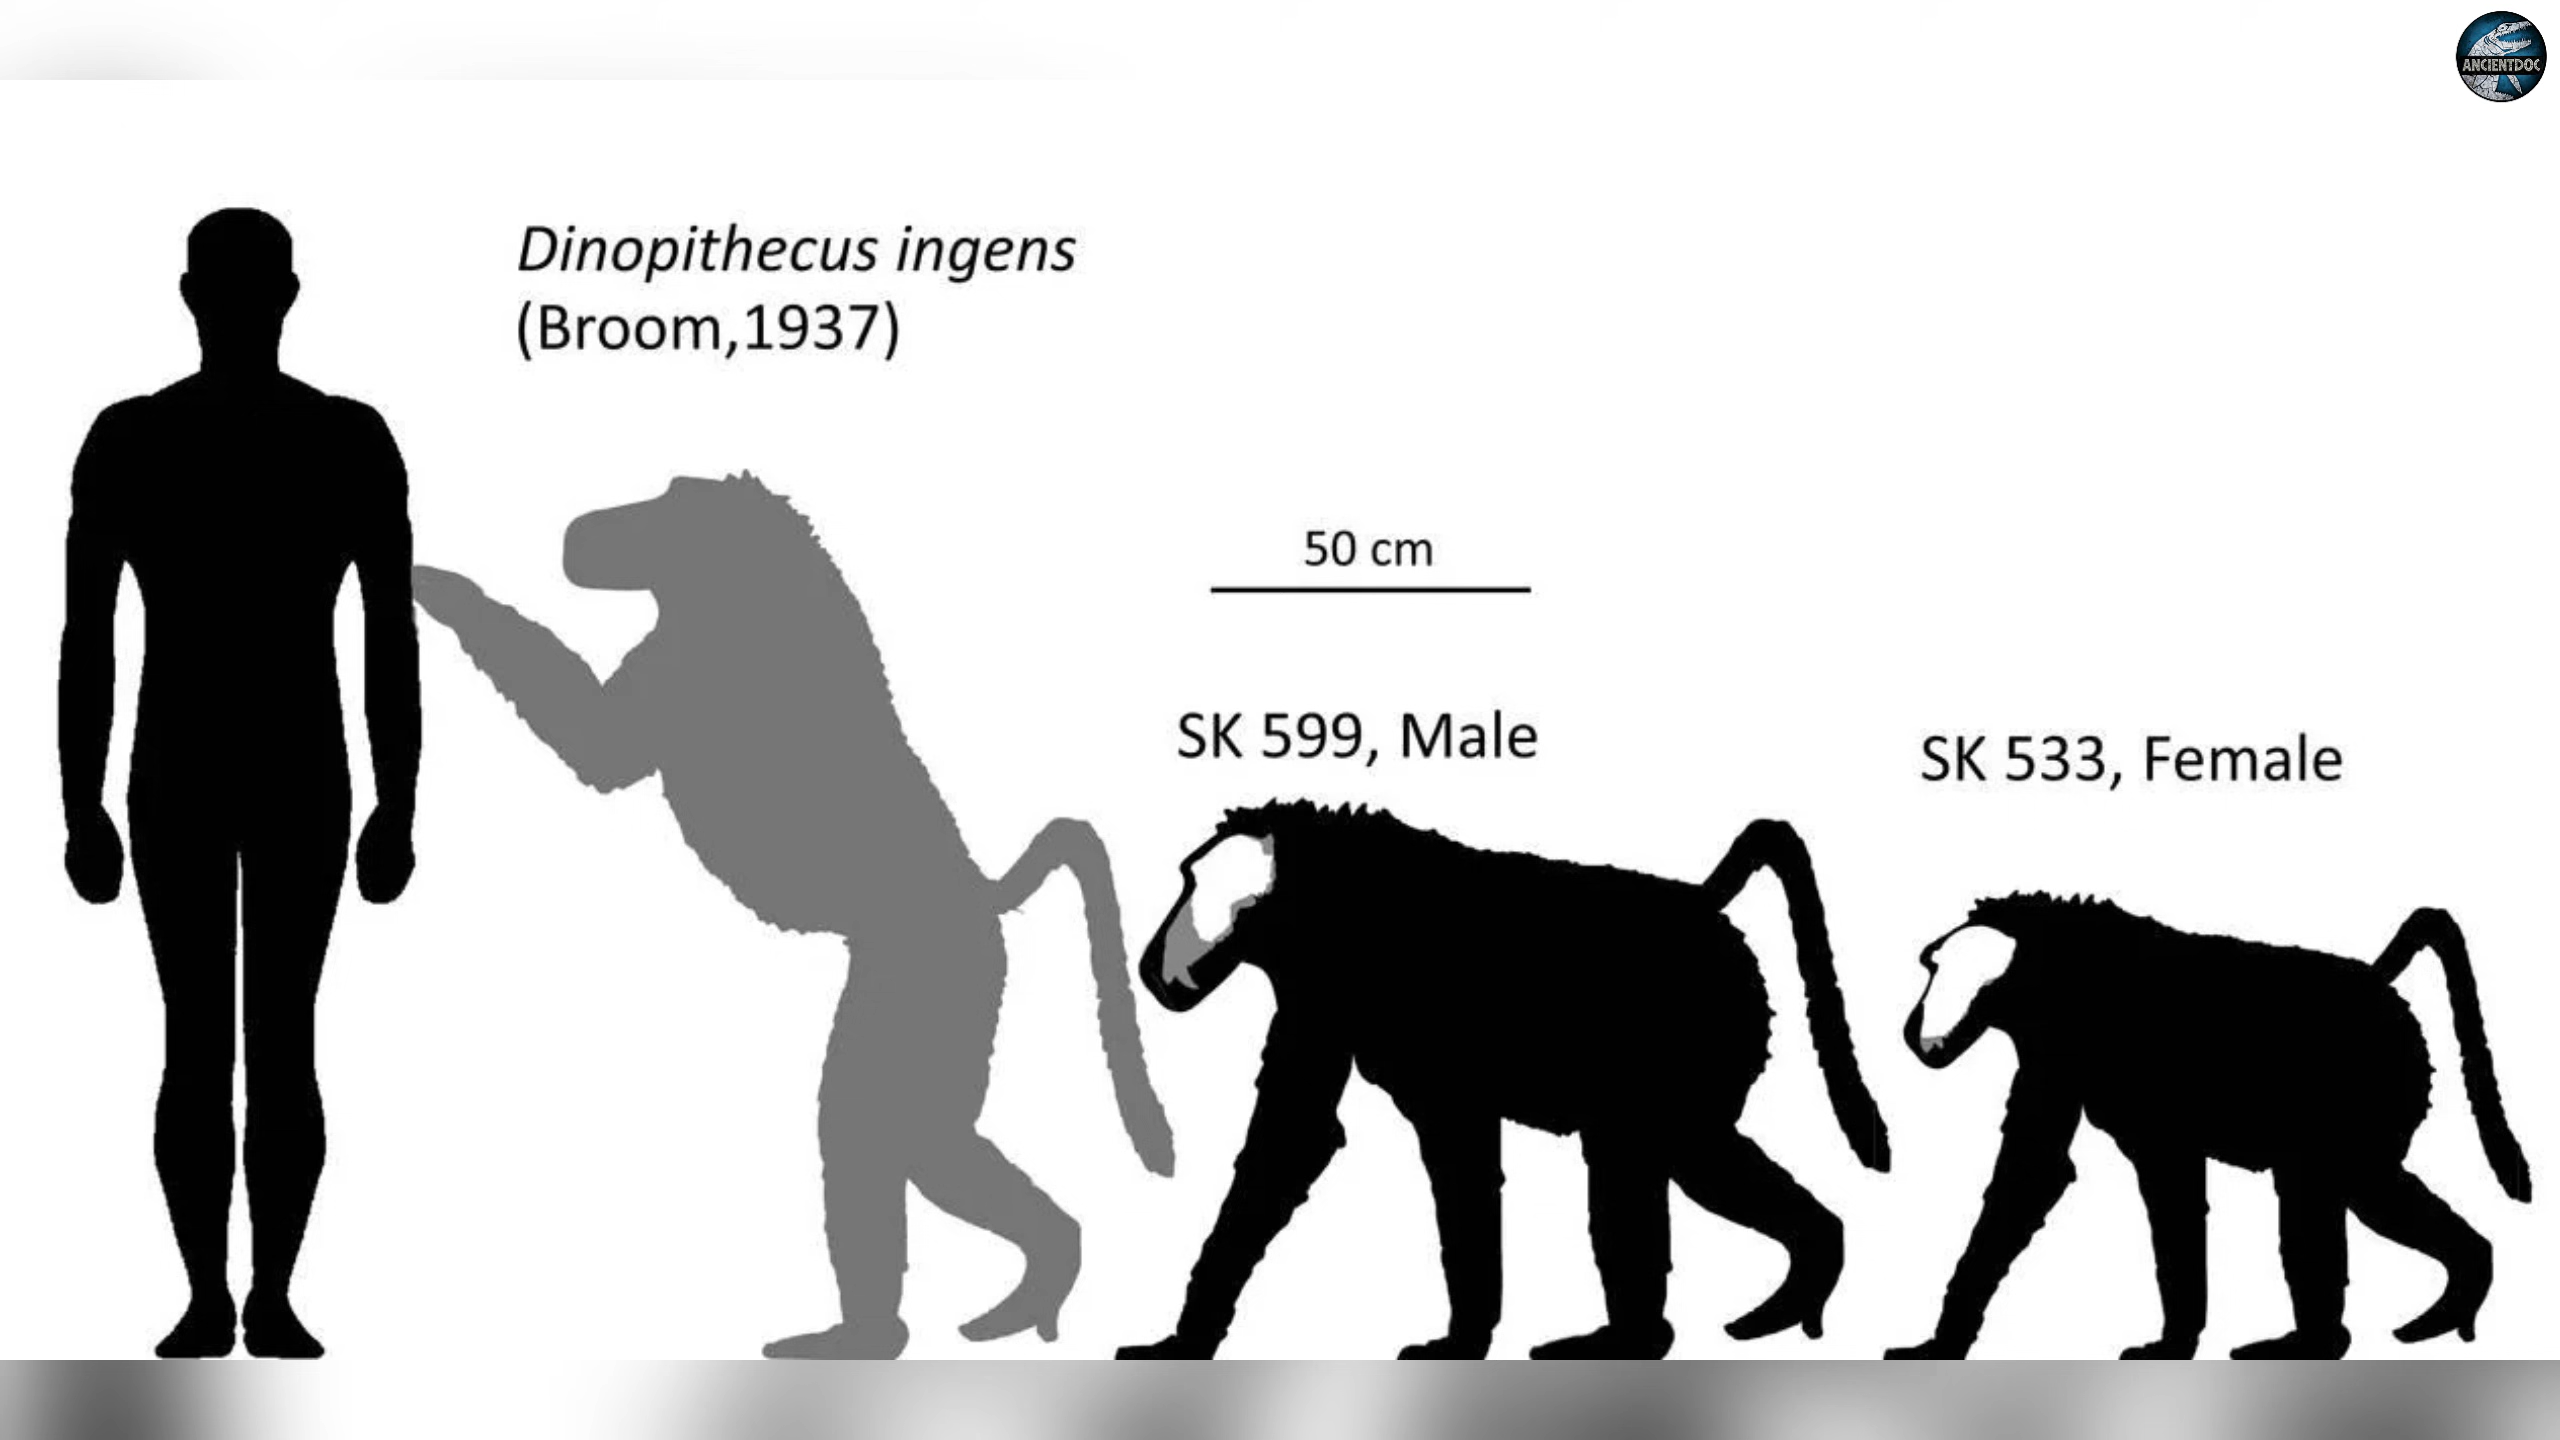 ANCIENTDOC
Dinopithecus ingens
(Broom,1937)
50 cm
SK 599, Male
SK 533, Female